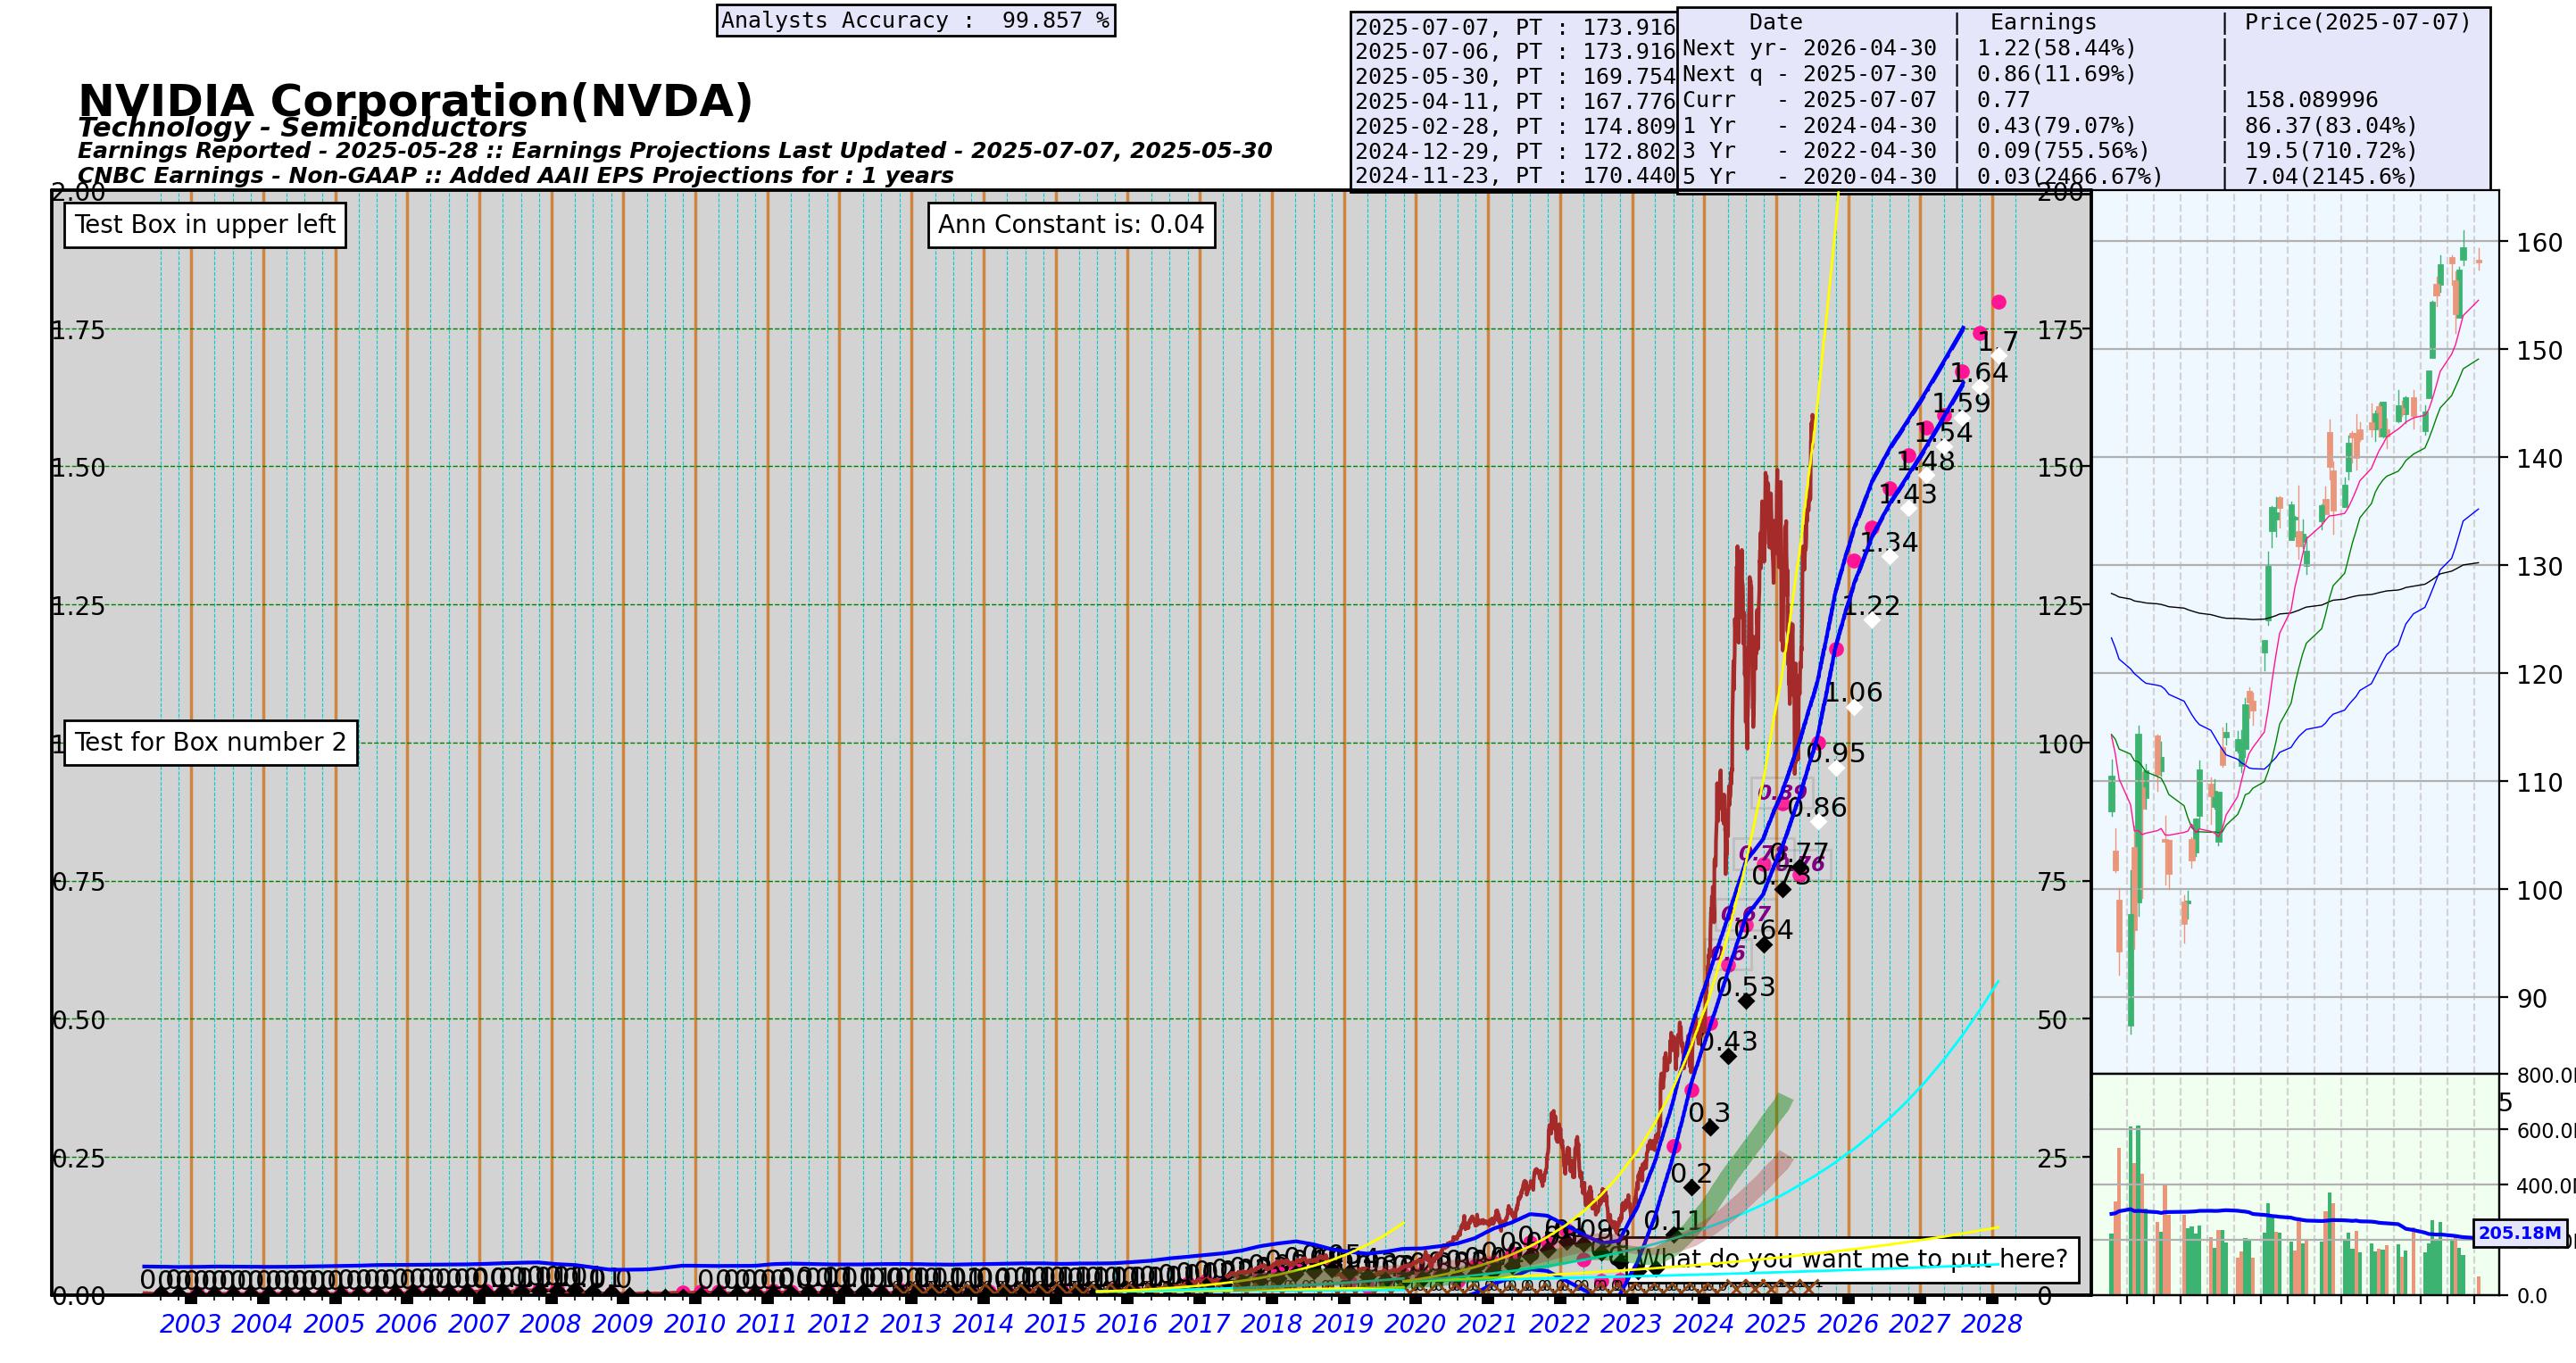 Analysts Accuracy :  99.857 %
2025-07-07, PT : 173.916
2025-07-06, PT : 173.916
2025-05-30, PT : 169.754
2025-04-11, PT : 167.776
2025-02-28, PT : 174.809
2024-12-29, PT : 172.802
2024-11-23, PT : 170.440
Date | Earnings | Price(2025-07-07)
Next yr- 2026-04-30 | 1.22(58.44%) |
Next q - 2025-07-30 | 0.86(11.69%) |
Curr - 2025-07-07 | 0.77 | 158.089996
1 Yr - 2024-04-30 | 0.43(79.07%) | 86.37(83.04%)
3 Yr - 2022-04-30 | 0.09(755.56%) | 19.5(710.72%)
5 Yr - 2020-04-30 | 0.03(2466.67%) | 7.04(2145.6%)
NVIDIA Corporation(NVDA)
Technology - Semiconductors
Earnings Reported - 2025-05-28 :: Earnings Projections Last Updated - 2025-07-07, 2025-05-30
CNBC Earnings - Non-GAAP :: Added AAII EPS Projections for : 1 years
Test Box in upper left
Ann Constant is: 0.04
Test for Box number 2
What do you want me to put here?
2.00
1.75
1.50
1.25
0.75
0.50
0.25
0.00
200
175
150
125
100
75
50
25
0
1.7
1.64
1.59
1.54
1.48
1.43
1.34
1.22
1.06
0.95
0.89
0.86
0.77
0.76
0.73
0.67
0.64
0.6
0.53
0.43
0.3
0.2
0.11
160
150
140
130
120
110
100
90
800.0
5
600.0
400.0
205.18M
0.0
2003 2004 2005 2006 2007 2008 2009 2010 2011 2012 2013 2014 2015 2016 2017 2018 2019 2020 2021 2022 2023 2024 2025 2026 2027 2028